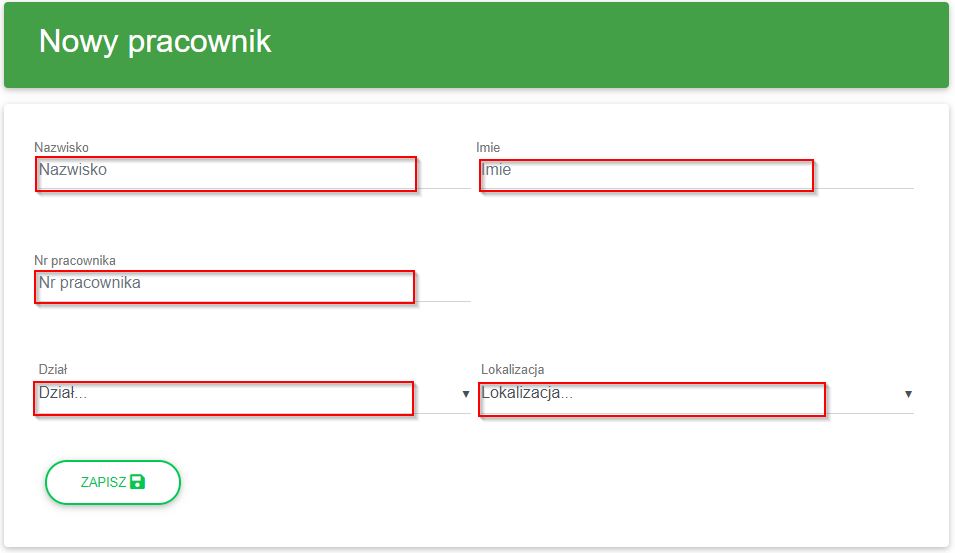 Nowy pracownik
Nazwisko Imie
Nazwisko Imie
Nr pracownika
Nr pracownika
Dział Lokalizacja
Dział... Lokalizacja...
ZAPISZ